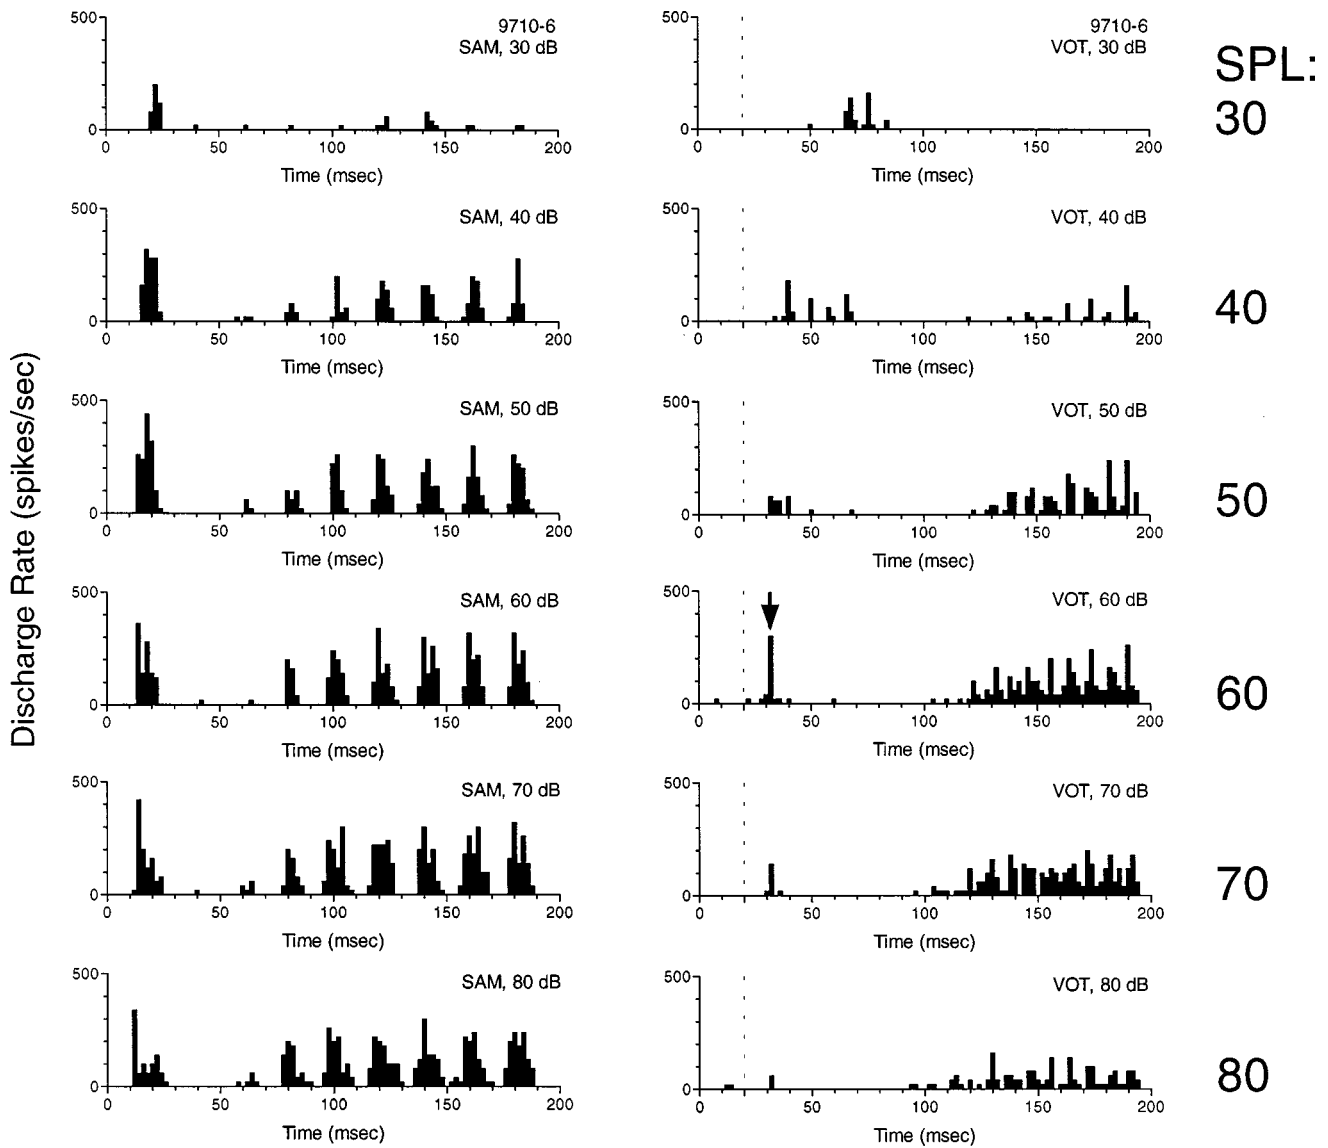 Discharge Rate (spikes/sec)
500
0
9710-6
SAM, 30 dB
0 50 100 150 200
Time (msec)
500
0
9710-6
VOT, 30 dB
0 50 100 150 200
Time (msec)
SPL:
30
500
0
SAM, 40 dB
0 50 100 150 200
Time (msec)
500
0
VOT, 40 dB
0 50 100 150 200
Time (msec)
40
500
0
SAM, 50 dB
0 50 100 150 200
Time (msec)
500
0
VOT, 50 dB
0 50 100 150 200
Time (msec)
50
500
0
SAM, 60 dB
0 50 100 150 200
Time (msec)
500
0
VOT, 60 dB
0 50 100 150 200
Time (msec)
60
500
0
SAM, 70 dB
0 50 100 150 200
Time (msec)
500
0
VOT, 70 dB
0 50 100 150 200
Time (msec)
70
500
0
SAM, 80 dB
0 50 100 150 200
Time (msec)
500
0
VOT, 80 dB
0 50 100 150 200
Time (msec)
80